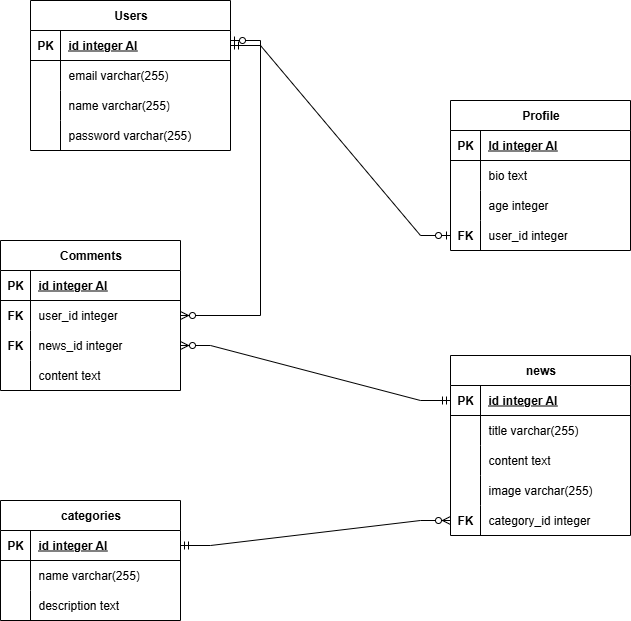 Users
PK id integer AI
email varchar(255)
name varchar(255)
password varchar(255)
Profile
PK Id integer AI
bio text
age integer
FK user_id integer
Comments
PK id integer AI
FK user_id integer
FK news_id integer
content text
news
PK id integer AI
title varchar(255)
content text
image varchar(255)
FK category_id integer
categories
PK id integer AI
name varchar(255)
description text